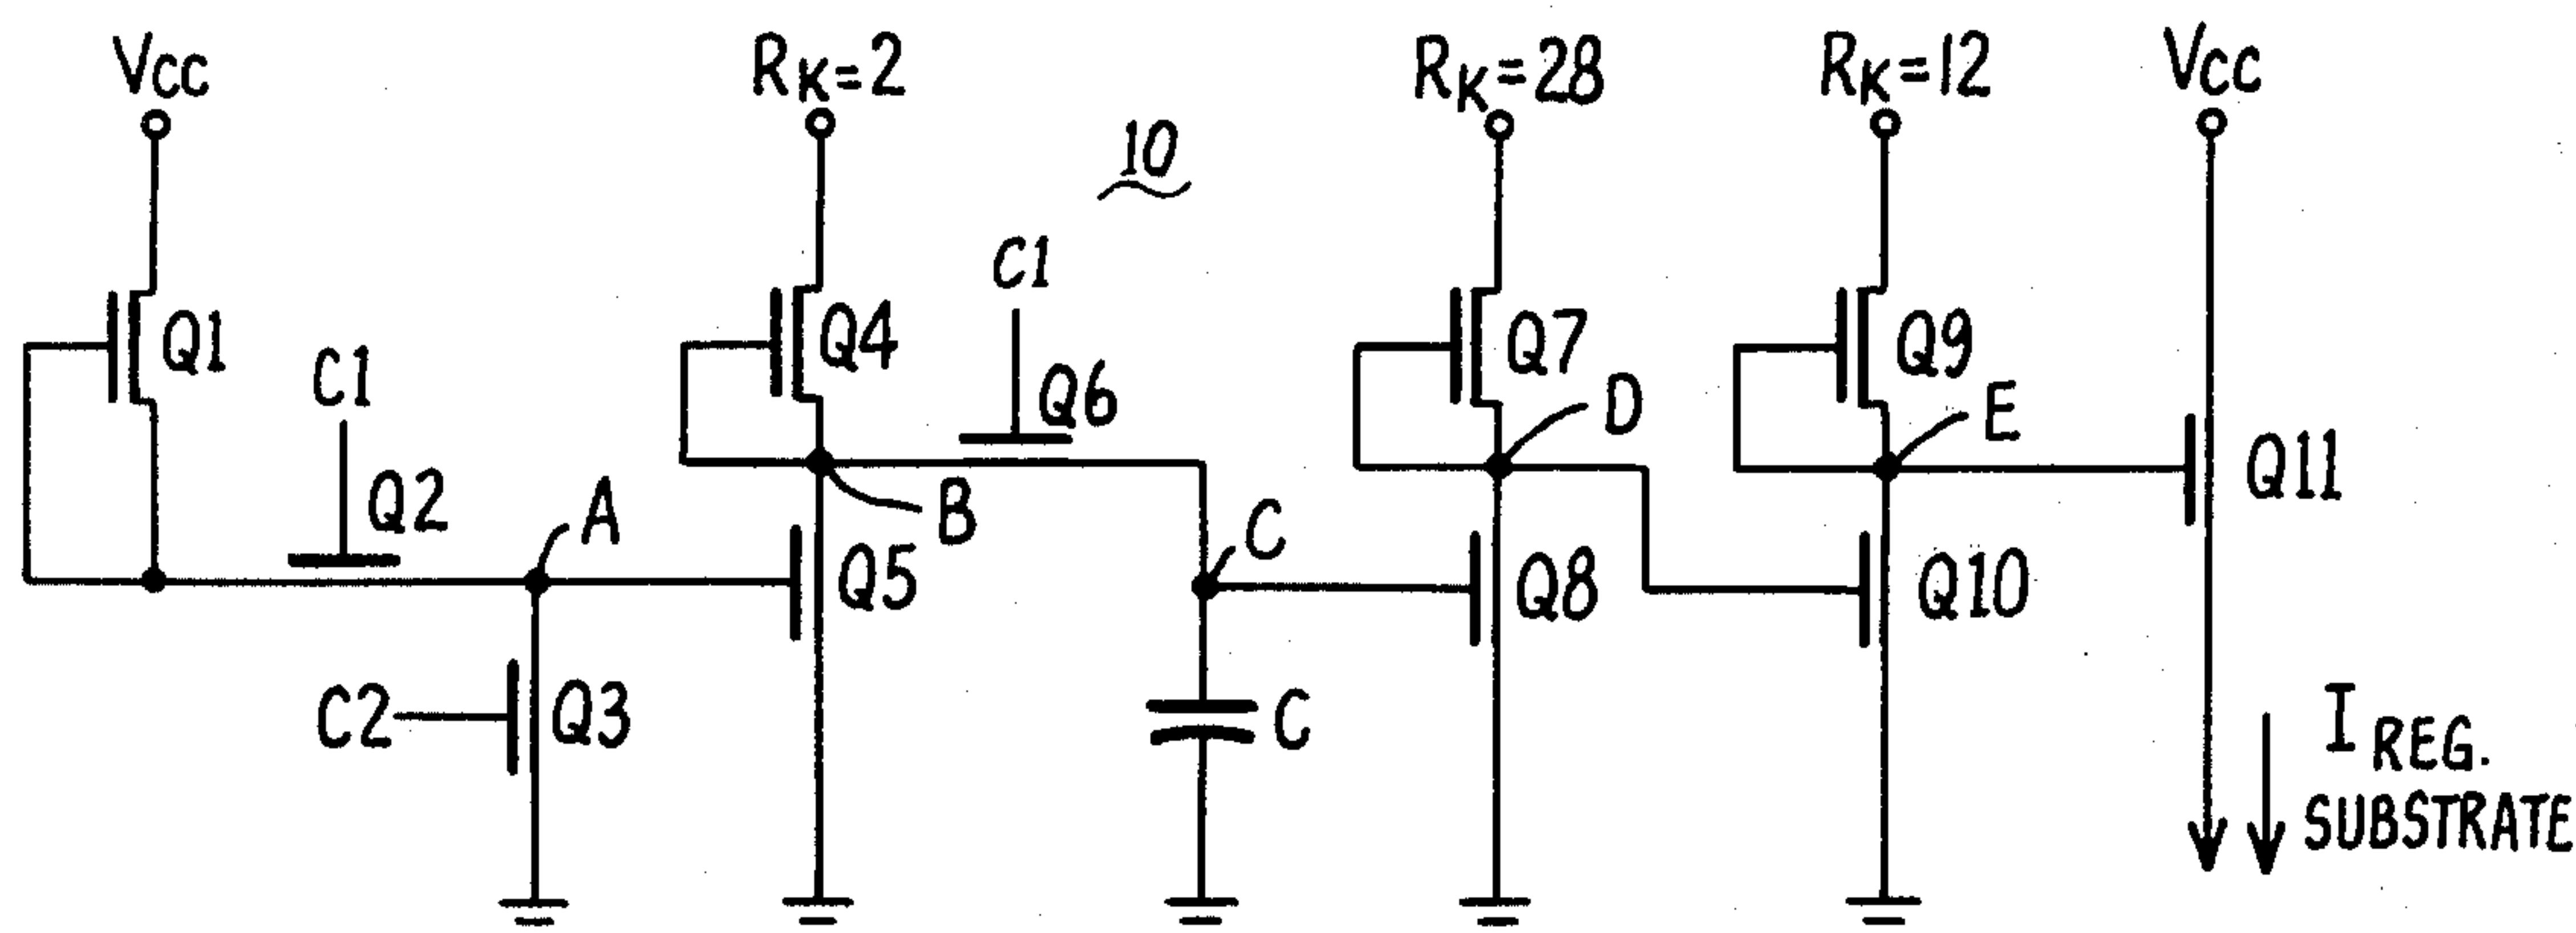 VCC
RK=2
10
RK=28
RK=12
VCC
C1
Q1
Q4
Q7
Q9
C1
Q6
D
E
Q2
A
B
Q11
C
Q5
Q8
Q10
C2
Q3
C
I REG.
SUBSTRATE